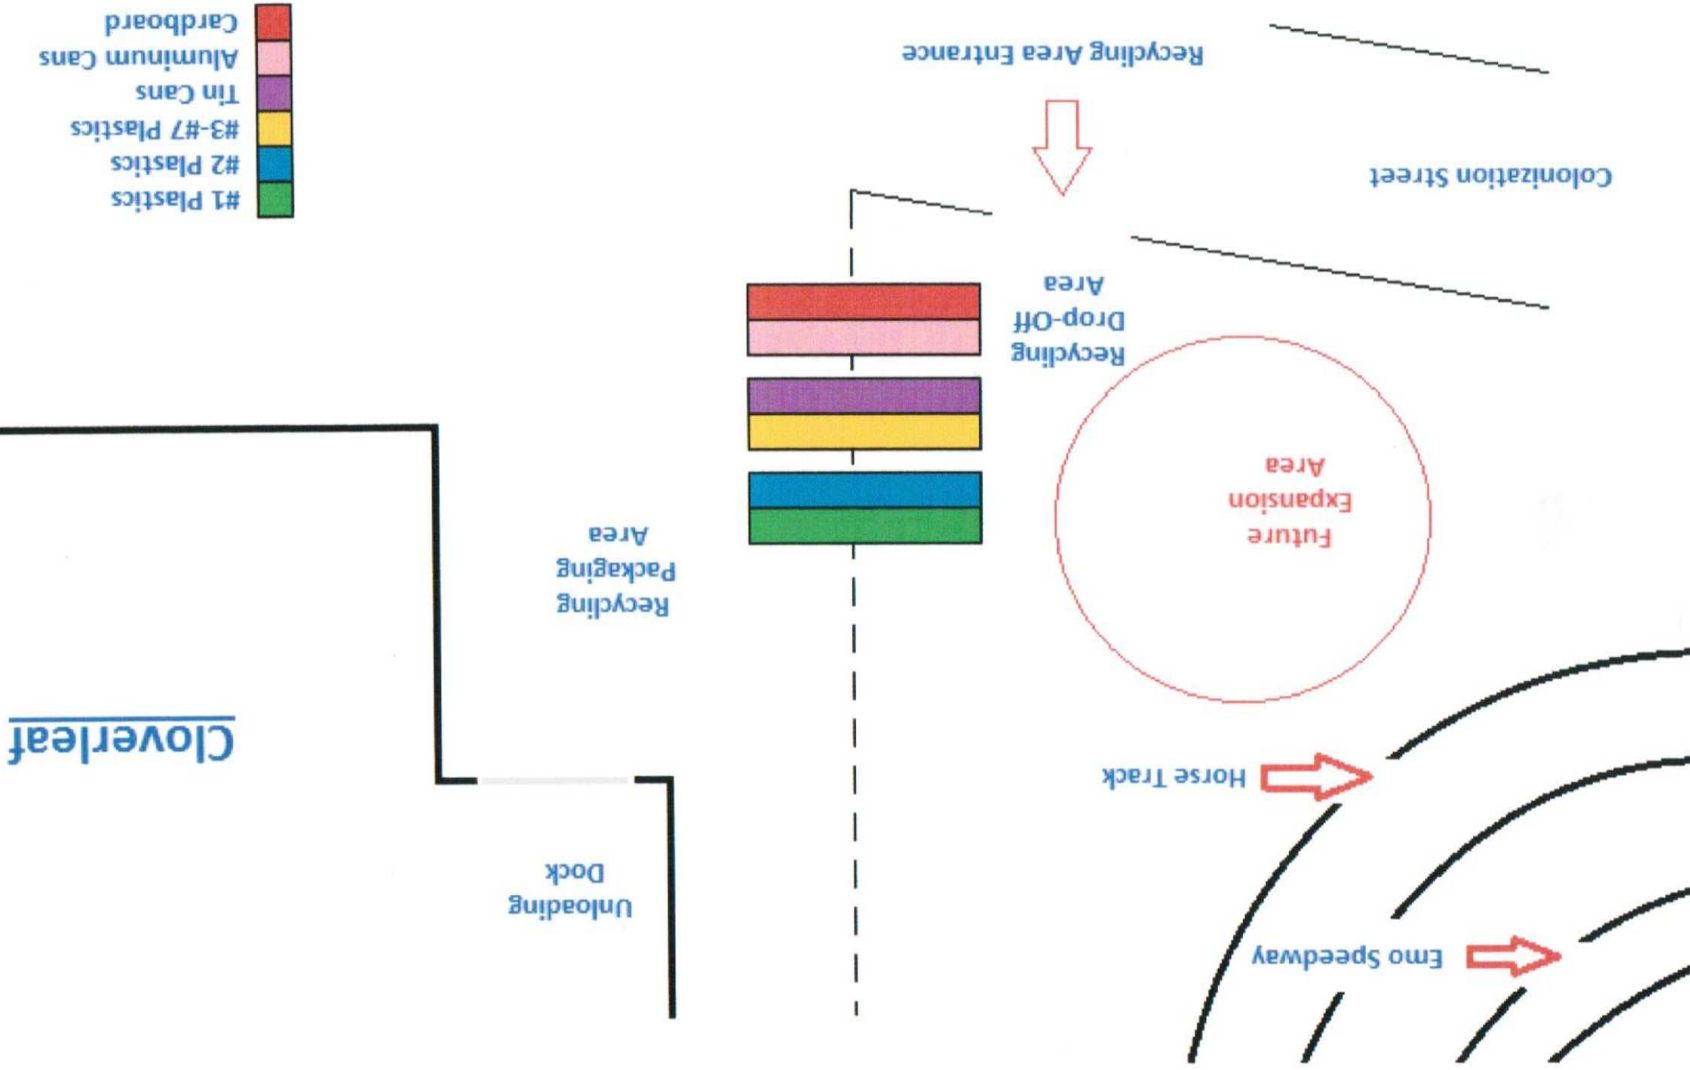 Emo Speedway
Horse Track
Unloading
Dock
Cloverleaf
Future
Expansion
Area
Recycling
Packaging
Area
Recycling
Drop-Off
Area
Colonization Street
Recycling Area Entrance
#1 Plastics
#2 Plastics
#3-#7 Plastics
Tin Cans
Aluminum Cans
Cardboard